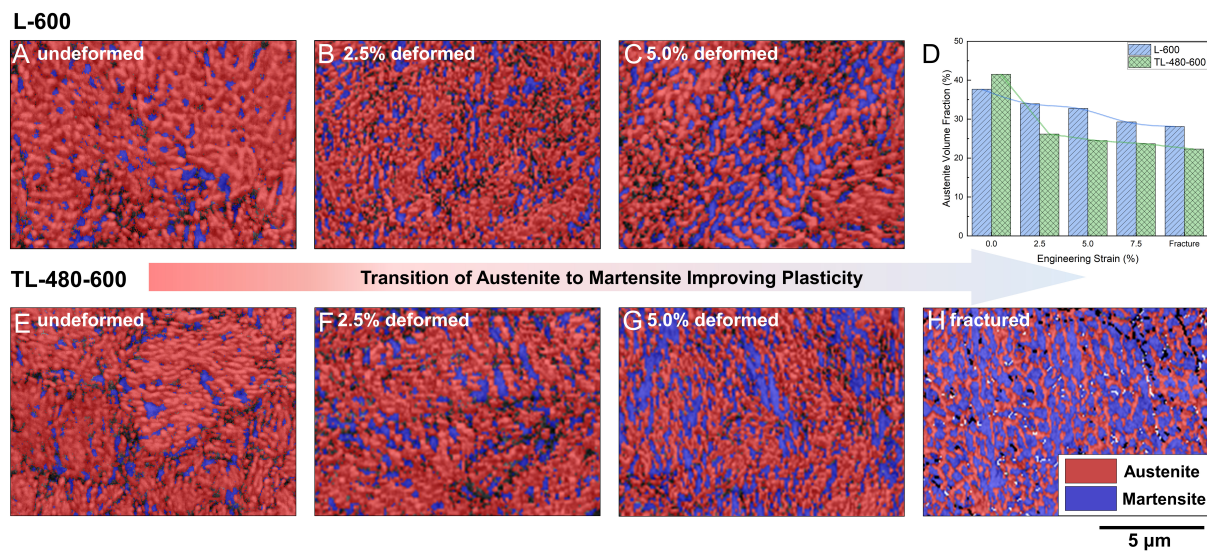 L-600
A undeformed
B 2.5% deformed
C 5.0% deformed
D
50
40
30
20
10
0
Austenite Volume Fraction (%)
L-600
TL-480-600
0.0 2.5 5.0 7.5 Fracture
Engineering Strain (%)
TL-480-600
Transition of Austenite to Martensite Improving Plasticity
E undeformed
F 2.5% deformed
G 5.0% deformed
H fractured
Austenite
Martensite
5 μm